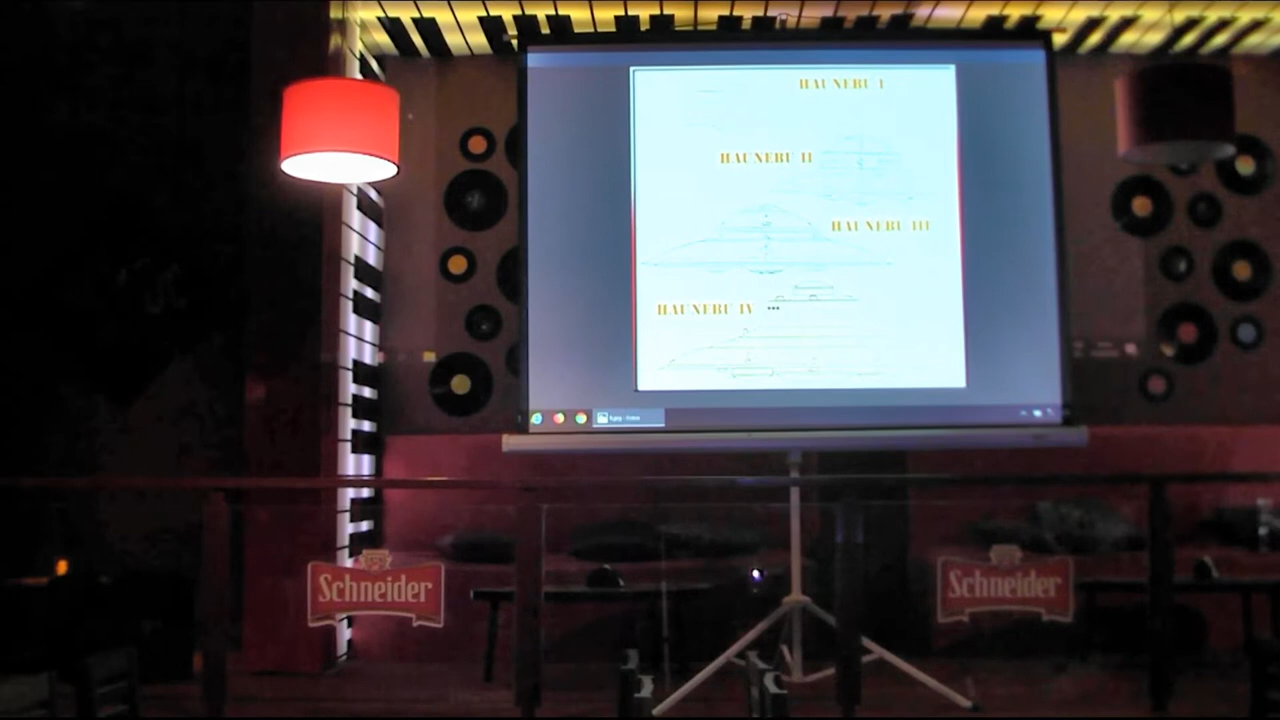 HAUNEBU I
HAUNEBU II
HAUNEBU III
HAUNEBU IV ...
Schneider
Schneider